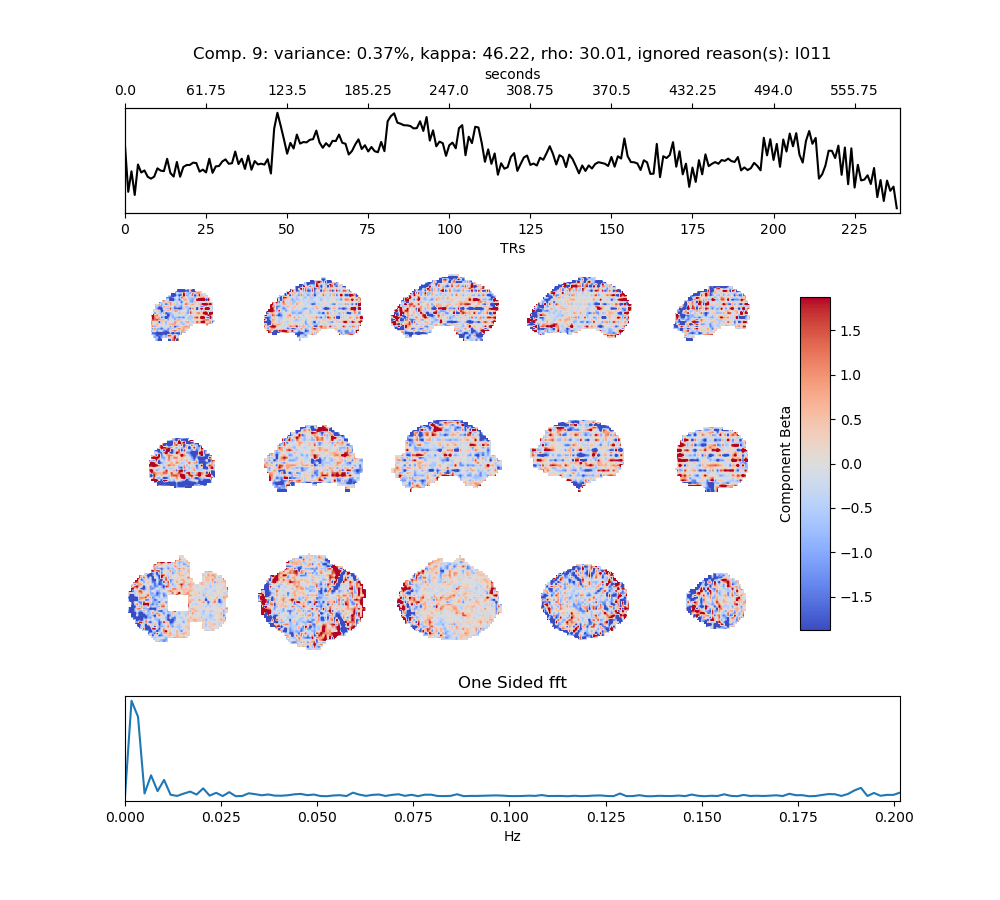 Comp. 9: variance: 0.37%, kappa: 46.22, rho: 30.01, ignored reason(s): I011
seconds
0.0 61.75 123.5 185.25 247.0 308.75 370.5 432.25 494.0 555.75
0 25 50 75 100 125 150 175 200 225
TRs
1.5
1.0
0.5
0.0
−0.5
−1.0
−1.5
Component Beta
One Sided fft
0.000 0.025 0.050 0.075 0.100 0.125 0.150 0.175 0.200
Hz